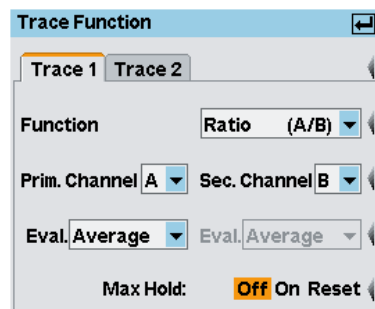 Trace Function
Trace 1 Trace 2
Function Ratio (A/B)
Prim. Channel A Sec. Channel B
Eval. Average Eval. Average
Max Hold: Off On Reset